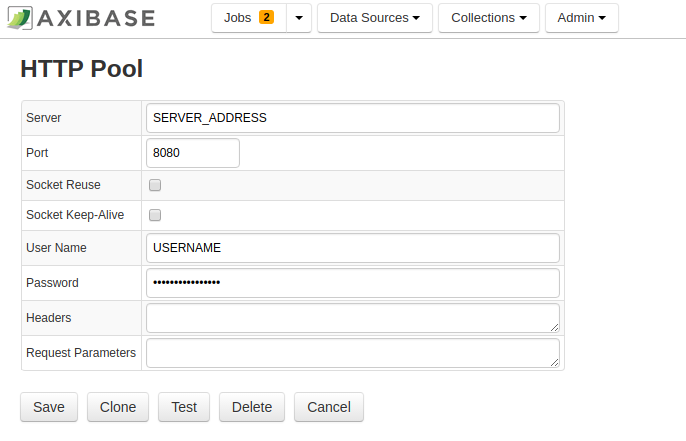 AXIBASE Jobs 2 Data Sources Collections Admin
HTTP Pool
Server SERVER_ADDRESS
Port 8080
Socket Reuse
Socket Keep-Alive
User Name USERNAME
Password ••••••••••••••••
Headers
Request Parameters
Save Clone Test Delete Cancel